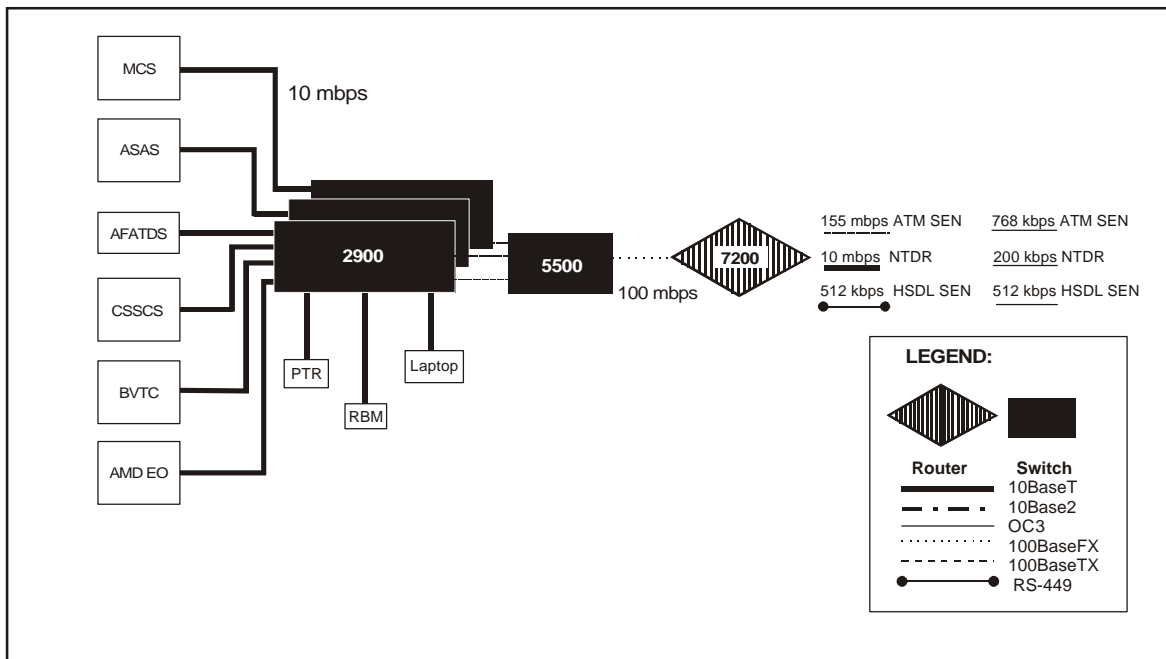 MCS
10 mbps
ASAS
AFATDS
CSSCS
BVTC
AMD EO
2900
5500
7200
100 mbps
PTR
RBM
Laptop
155 mbps ATM SEN
768 kbps ATM SEN
10 mbps NTDR
200 kbps NTDR
512 kbps HSDL SEN
512 kbps HSDL SEN
LEGEND:
Router
Switch
10BaseT
10Base2
OC3
100BaseFX
100BaseTX
RS-449